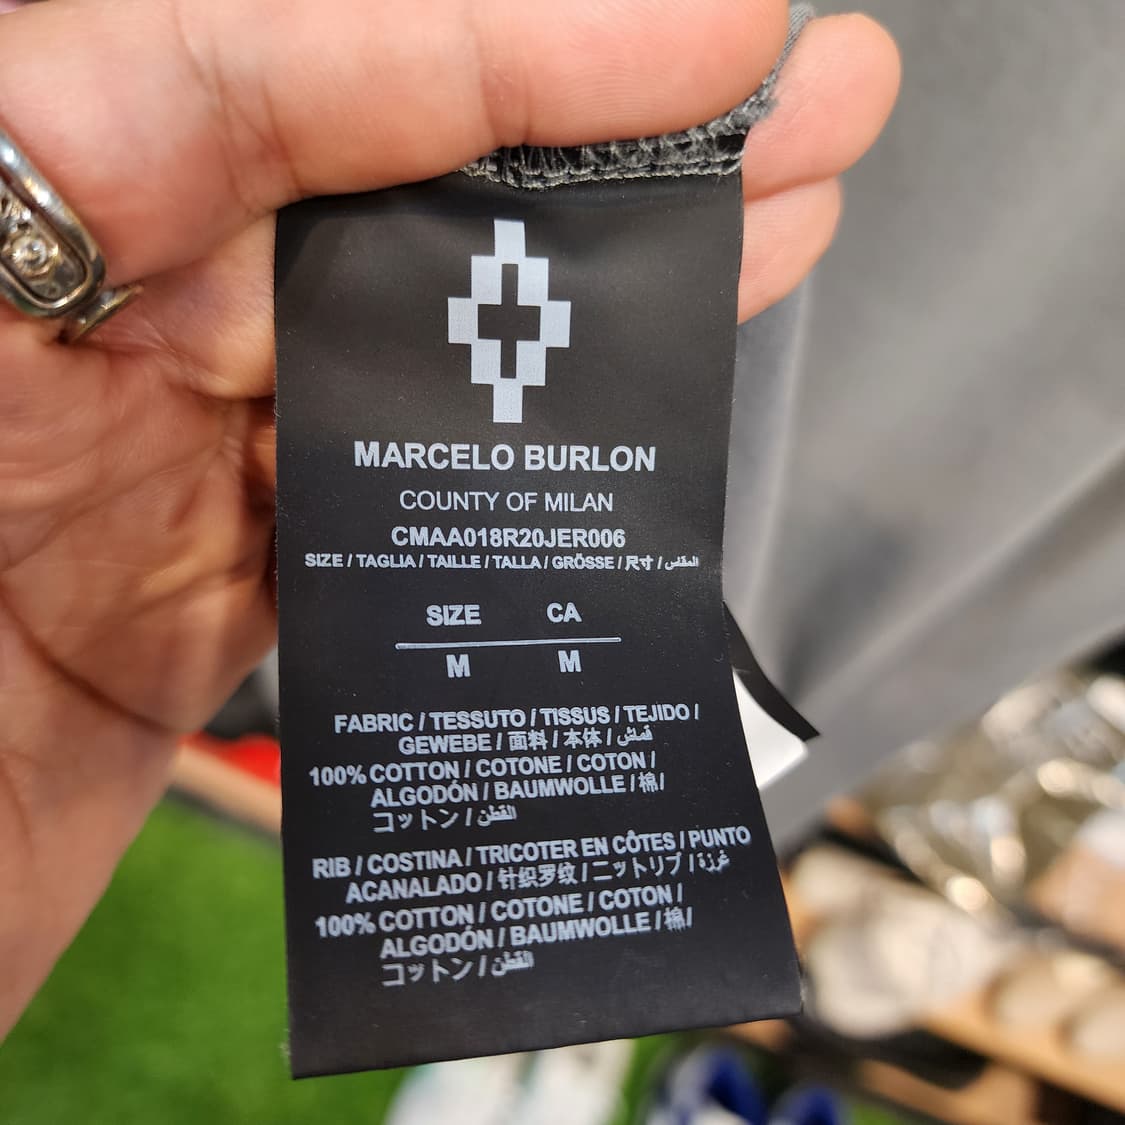 MARCELO BURLON
COUNTY OF MILAN
CMAA018R20JER006
SIZE / TAGLIA / TAILLE / TALLA / GRÖSSE / 尺寸 / المقاس
SIZE CA
M M
FABRIC / TESSUTO / TISSUS / TEJIDO /
GEWEBE / 面料 / 本体 / قماش
100% COTTON / COTONE / COTON /
ALGODÓN / BAUMWOLLE / 棉/
コットン / القطن
RIB / COSTINA / TRICOTER EN CÔTES / PUNTO
ACANALADO / 针织罗纹 / ニットリブ / غرزة
100% COTTON / COTONE / COTON /
ALGODÓN / BAUMWOLLE / 棉/
コットン / القطن